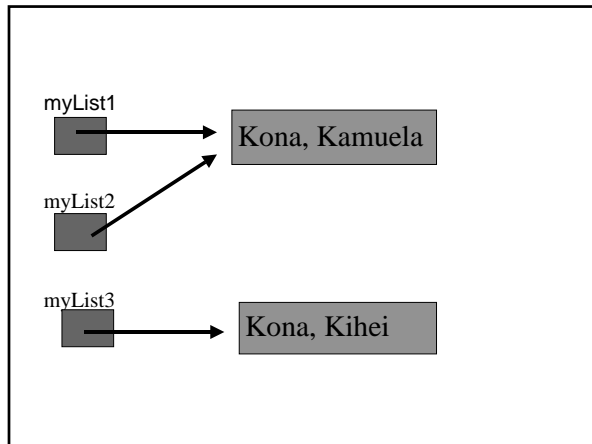 myList1
Kona, Kamuela
myList2
myList3
Kona, Kihei